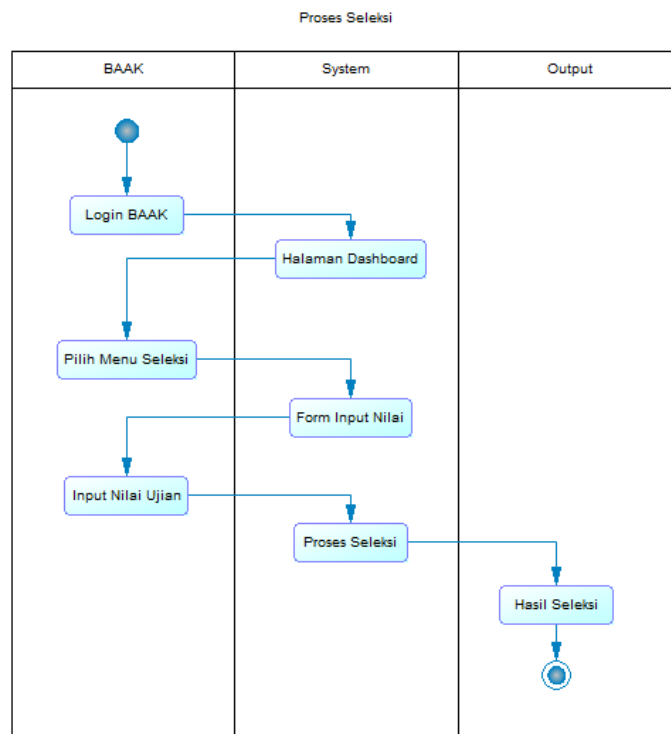 Proses Seleksi
BAAK
System
Output
Login BAAK
Halaman Dashboard
Pilih Menu Seleksi
Form Input Nilai
Input Nilai Ujian
Proses Seleksi
Hasil Seleksi